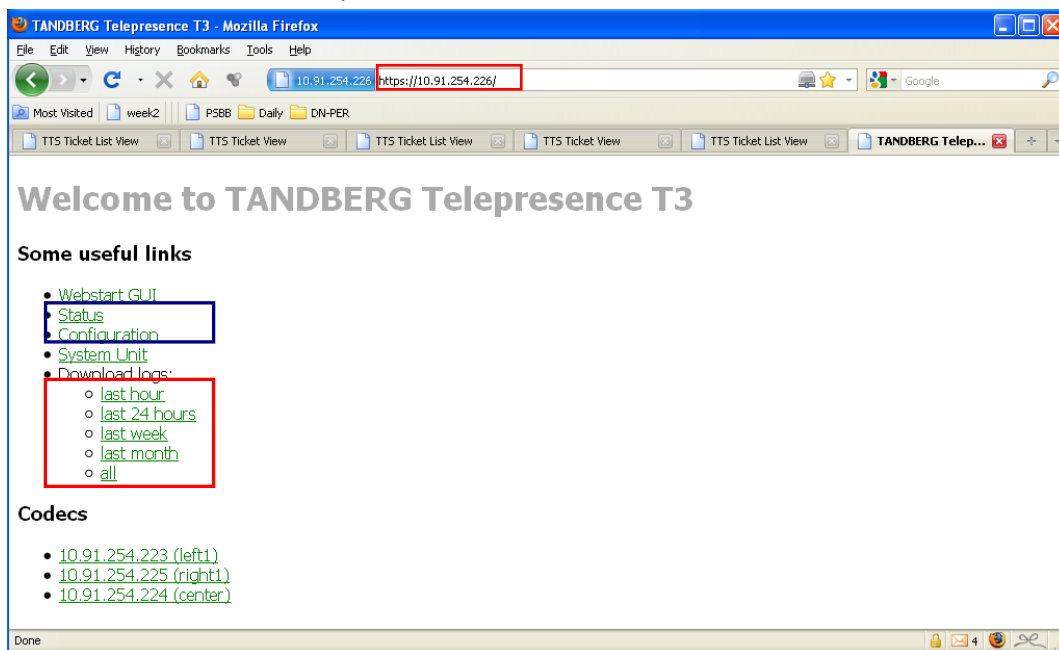 TANDBERG Telepresence T3 - Mozilla Firefox
File Edit View History Bookmarks Tools Help
10.91.254.226 https://10.91.254.226/ Google
Most Visited week2 PSBB Daily DN-PER
TTS Ticket List View TTS Ticket View TTS Ticket List View TTS Ticket View TTS Ticket List View TANDBERG Telep...
Welcome to TANDBERG Telepresence T3
Some useful links
Webstart GUI
Status
Configuration
System Unit
Download logs:
last hour
last 24 hours
last week
last month
all
Codecs
10.91.254.223 (left1)
10.91.254.225 (right1)
10.91.254.224 (center)
Done 4